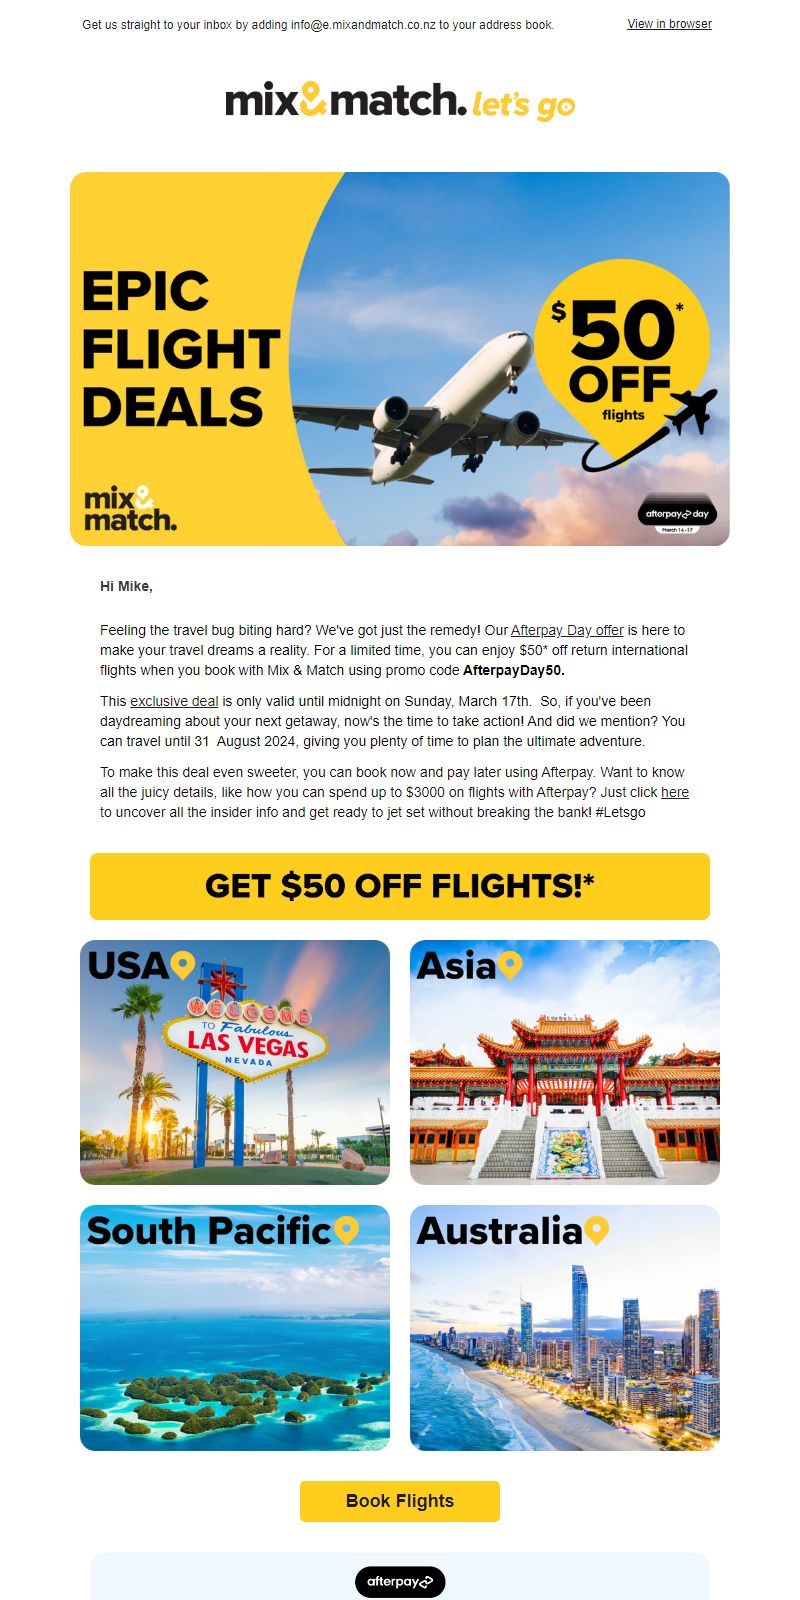 Get us straight to your inbox by adding info@e.mixandmatch.co.nz to your address book.
View in browser
mix&match. let's go
EPIC
FLIGHT
DEALS
$50*
OFF
flights
mix&
match.
afterpay day
March 14-17
Hi Mike,
Feeling the travel bug biting hard? We've got just the remedy! Our Afterpay Day offer is here to
make your travel dreams a reality. For a limited time, you can enjoy $50* off return international
flights when you book with Mix & Match using promo code AfterpayDay50.
This exclusive deal is only valid until midnight on Sunday, March 17th.  So, if you've been
daydreaming about your next getaway, now's the time to take action! And did we mention? You
can travel until 31  August 2024, giving you plenty of time to plan the ultimate adventure.
To make this deal even sweeter, you can book now and pay later using Afterpay. Want to know
all the juicy details, like how you can spend up to $3000 on flights with Afterpay? Just click here
to uncover all the insider info and get ready to jet set without breaking the bank! #Letsgo
GET $50 OFF FLIGHTS!*
USA
WELCOME
TO Fabulous
LAS VEGAS
NEVADA
Asia
South Pacific
Australia
Book Flights
afterpay